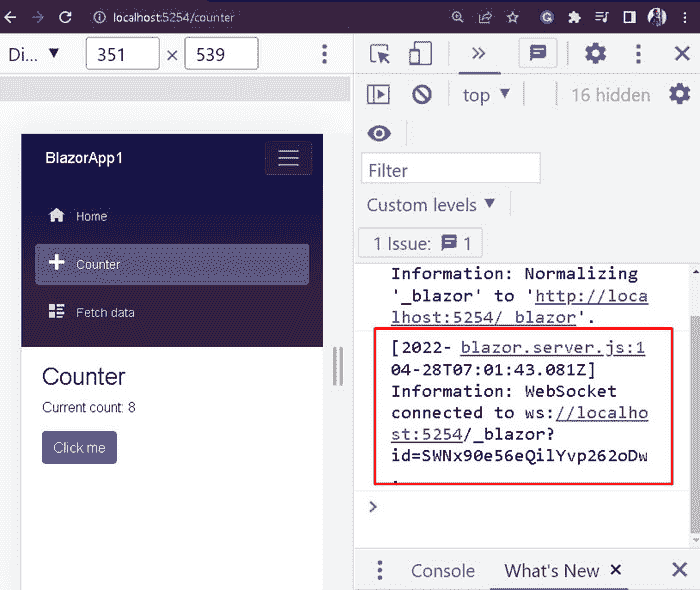 localhost:5254/counter
Di... ▼ 351 × 539
BlazorApp1
Home
Counter
Fetch data
Counter
Current count: 8
Click me
top ▼ 16 hidden
Filter
Custom levels ▼
1 Issue: 1
Information: Normalizing
'_blazor' to 'http://loca
lhost:5254/_blazor'.
[2022- blazor.server.js:1
04-28T07:01:43.081Z]
Information: WebSocket
connected to ws://localho
st:5254/_blazor?
id=SWNx90e56eQilYvp262oDw
.
>
Console What's New ×